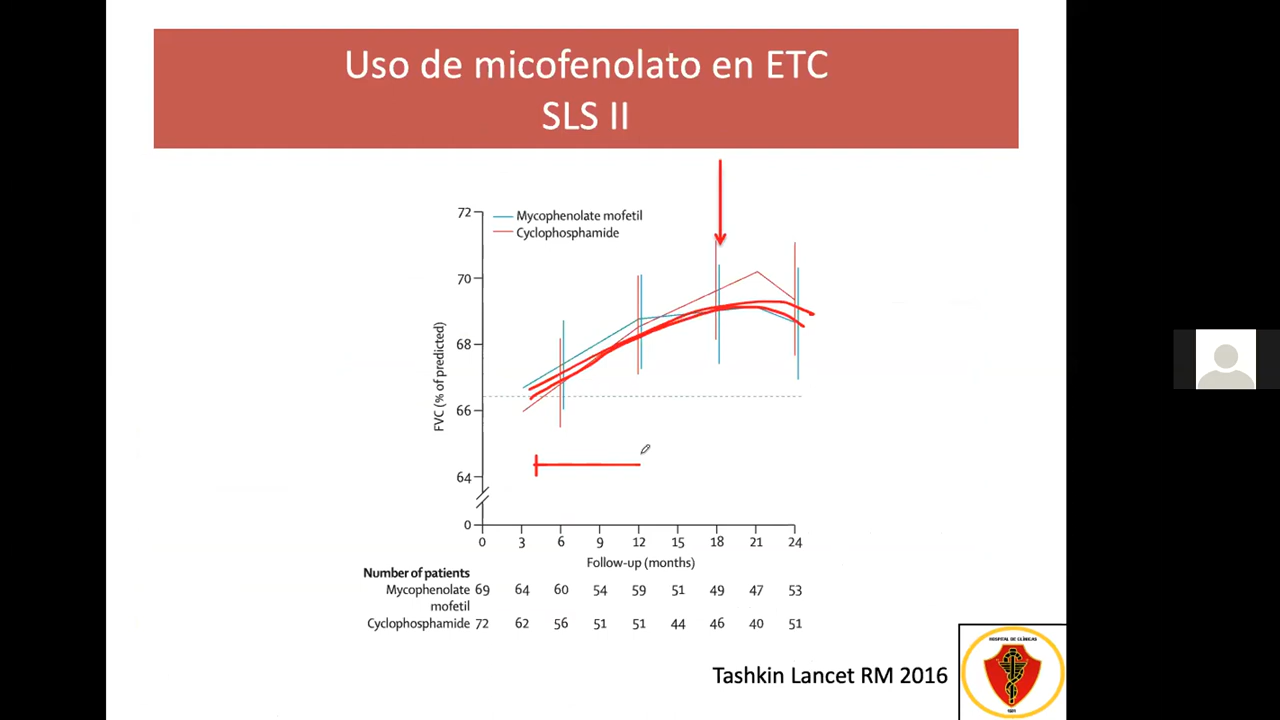 Uso de micofenolato en ETC
SLS II
72
70
68
66
64
0
FVC (% of predicted)
Mycophenolate mofetil
Cyclophosphamide
0 3 6 9 12 15 18 21 24
Follow-up (months)
Number of patients
Mycophenolate 69 64 60 54 59 51 49 47 53
mofetil
Cyclophosphamide 72 62 56 51 51 44 46 40 51
Tashkin Lancet RM 2016
HOSPITAL DE CLÍNICAS